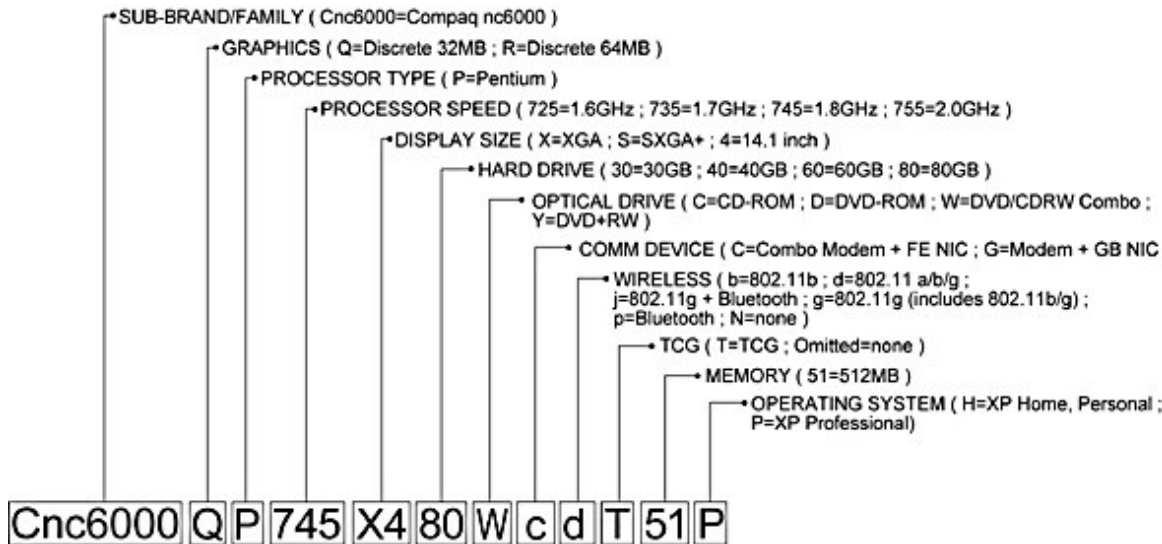 SUB-BRAND/FAMILY ( Cnc6000=Compaq nc6000 )
GRAPHICS ( Q=Discrete 32MB ; R=Discrete 64MB )
PROCESSOR TYPE ( P=Pentium )
PROCESSOR SPEED ( 725=1.6GHz ; 735=1.7GHz ; 745=1.8GHz ; 755=2.0GHz )
DISPLAY SIZE ( X=XGA ; S=SXGA+ ; 4=14.1 inch )
HARD DRIVE ( 30=30GB ; 40=40GB ; 60=60GB ; 80=80GB )
OPTICAL DRIVE ( C=CD-ROM ; D=DVD-ROM ; W=DVD/CDRW Combo ;
Y=DVD+RW )
COMM DEVICE ( C=Combo Modem + FE NIC ; G=Modem + GB NIC
WIRELESS ( b=802.11b ; d=802.11 a/b/g ;
j=802.11g + Bluetooth ; g=802.11g (includes 802.11b/g) ;
p=Bluetooth ; N=none )
TCG ( T=TCG ; Omitted=none )
MEMORY ( 51=512MB )
OPERATING SYSTEM ( H=XP Home, Personal ;
P=XP Professional)
Cnc6000 Q P 745 X4 80 W c d T 51 P